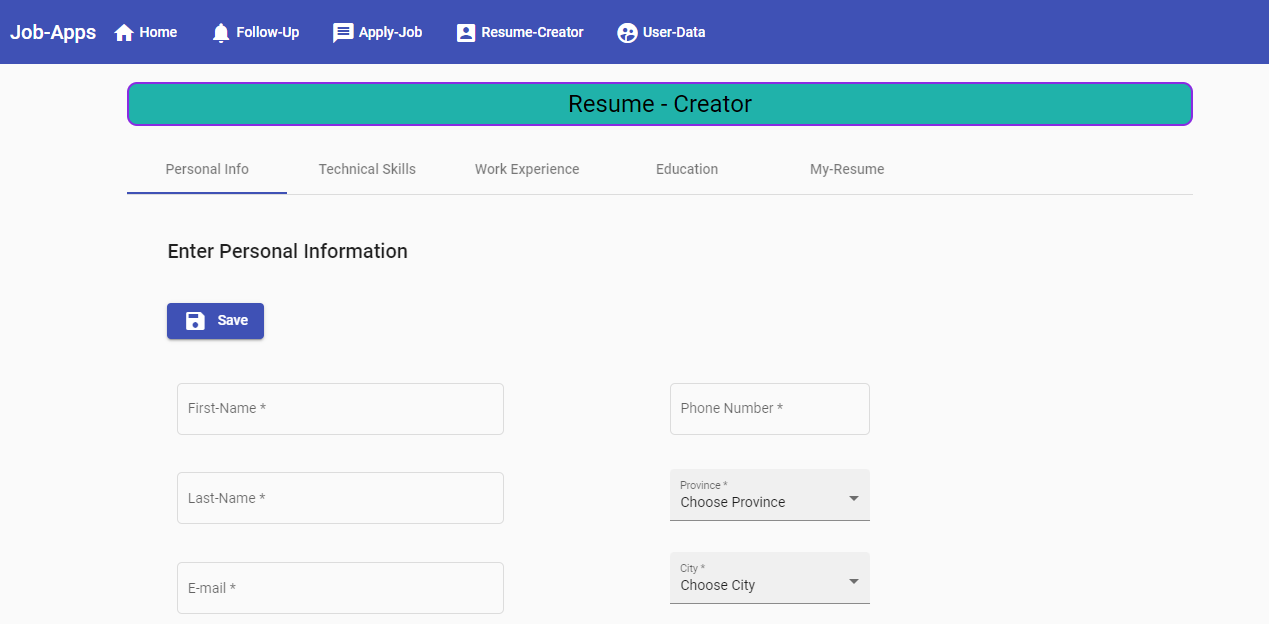 Job-Apps Home Follow-Up Apply-Job Resume-Creator User-Data
Resume - Creator
Personal Info Technical Skills Work Experience Education My-Resume
Enter Personal Information
Save
First-Name * Phone Number *
Last-Name * Province *
Choose Province
E-mail * City *
Choose City